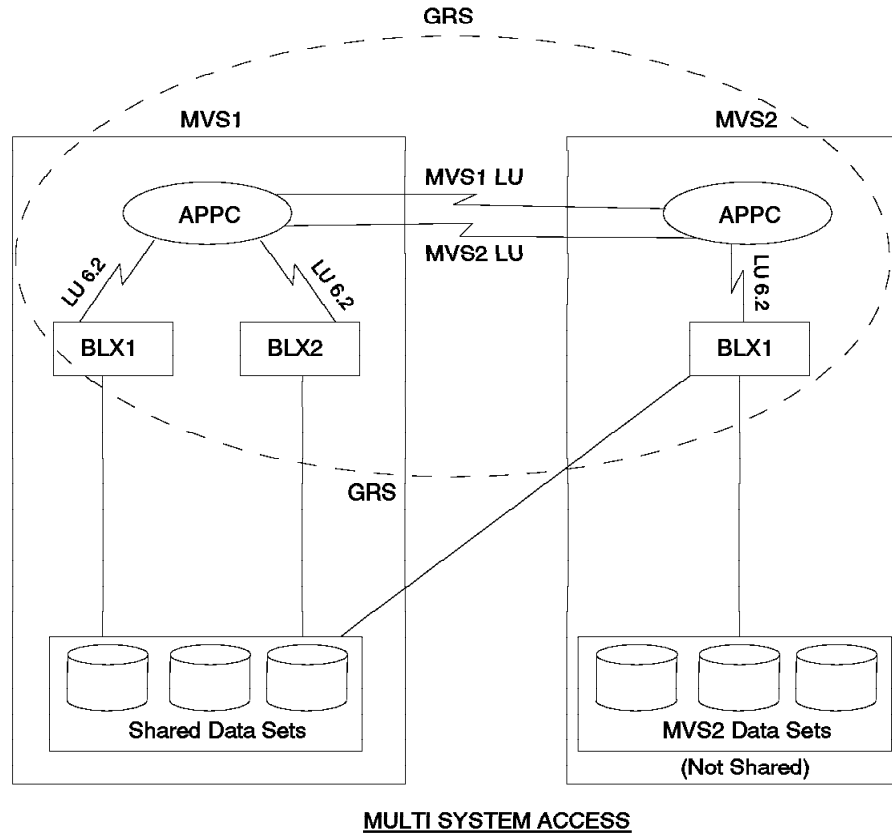 GRS
MVS1
MVS2
MVS1 LU
APPC
APPC
MVS2 LU
LU 6.2
LU 6.2
LU 6.2
BLX1
BLX2
BLX1
GRS
Shared Data Sets
MVS2 Data Sets
(Not Shared)
MULTI SYSTEM ACCESS